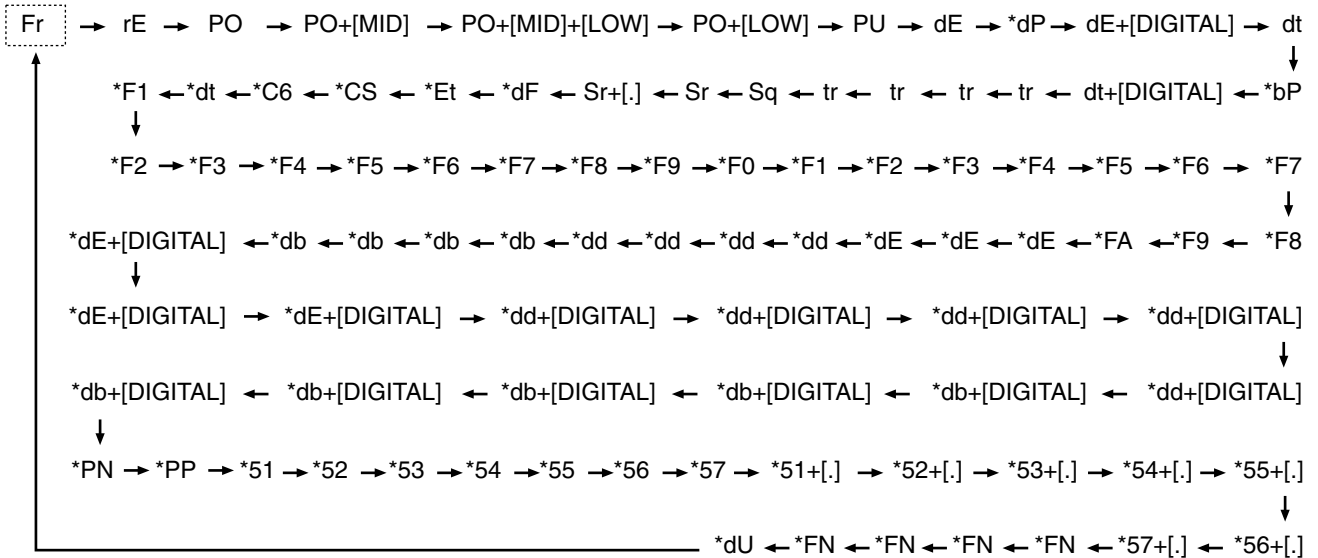 Fr → rE → PO → PO+[MID] → PO+[MID]+[LOW] → PO+[LOW] → PU → dE → *dP → dE+[DIGITAL] → dt
*F1 ← *dt ← *C6 ← *CS ← *Et ← *dF ← Sr+[.] ← Sr ← Sq ← tr ← tr ← tr ← tr ← dt+[DIGITAL] ← *bP
*F2 → *F3 → *F4 → *F5 → *F6 → *F7 → *F8 → *F9 → *F0 → *F1 → *F2 → *F3 → *F4 → *F5 → *F6 → *F7
*dE+[DIGITAL] ← *db ← *db ← *db ← *db ← *dd ← *dd ← *dd ← *dd ← *dE ← *dE ← *dE ← *FA ← *F9 ← *F8
*dE+[DIGITAL] → *dE+[DIGITAL] → *dd+[DIGITAL] → *dd+[DIGITAL] → *dd+[DIGITAL] → *dd+[DIGITAL]
*db+[DIGITAL] ← *db+[DIGITAL] ← *db+[DIGITAL] ← *db+[DIGITAL] ← *db+[DIGITAL] ← *dd+[DIGITAL]
*PN → *PP → *51 → *52 → *53 → *54 → *55 → *56 → *57 → *51+[.] → *52+[.] → *53+[.] → *54+[.] → *55+[.]
*dU ← *FN ← *FN ← *FN ← *FN ← *57+[.] ← *56+[.]